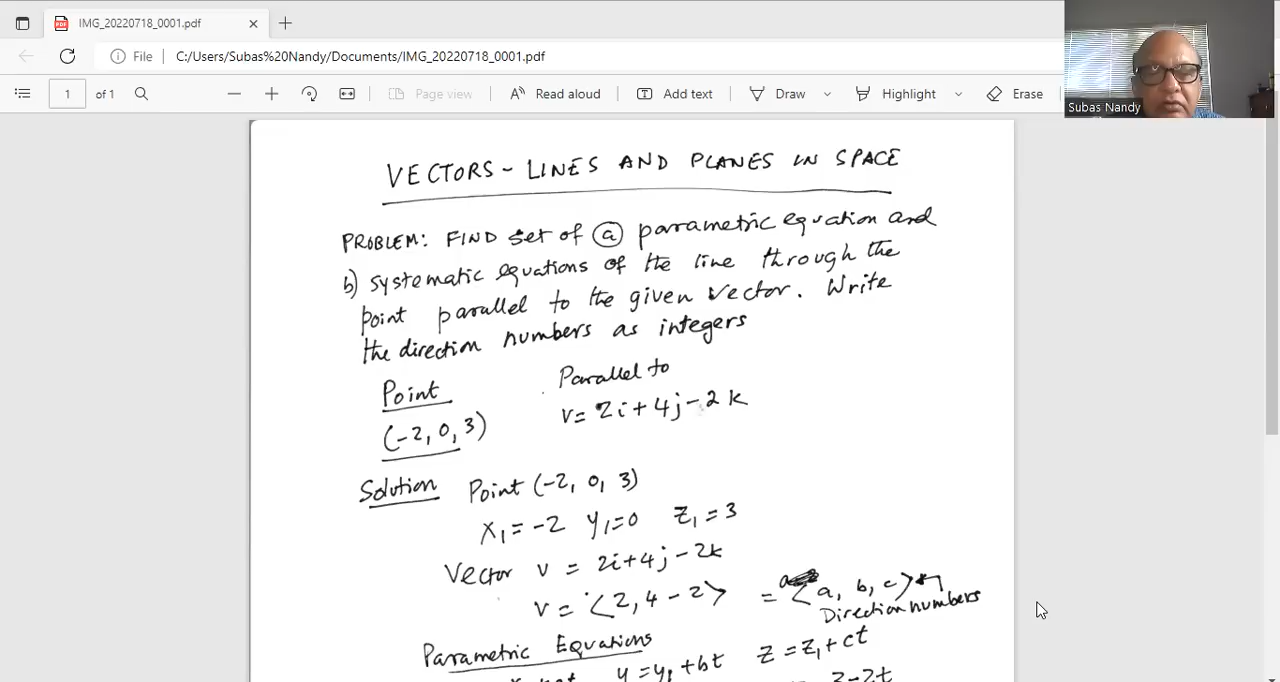 IMG_20220718_0001.pdf
File C:/Users/Subas%20Nandy/Documents/IMG_20220718_0001.pdf
1 of 1 Page view Read aloud Add text Draw Highlight Erase
Subas Nandy
VECTORS - LINES AND PLANES IN SPACE
PROBLEM: FIND set of (a) parametric equation and
b) systematic equations of the line through the
point parallel to the given vector. Write
the direction numbers as integers
Point Parallel to
(-2, 0, 3) v = 2i + 4j - 2k
Solution Point (-2, 0, 3)
x₁ = -2 y₁ = 0 z₁ = 3
Vector v = 2i + 4j - 2k
v = <2, 4 - 2> = <a, b, c>
Direction numbers
Parametric Equations
y = y₁ + bt z = z₁ + ct
3 - 2t